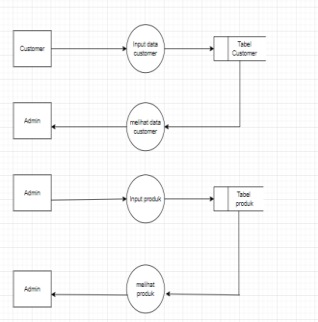 Customer
Input data
customer
Tabel
Customer
Admin
melihat data
customer
Admin
Input produk
Tabel
produk
Admin
melihat
produk